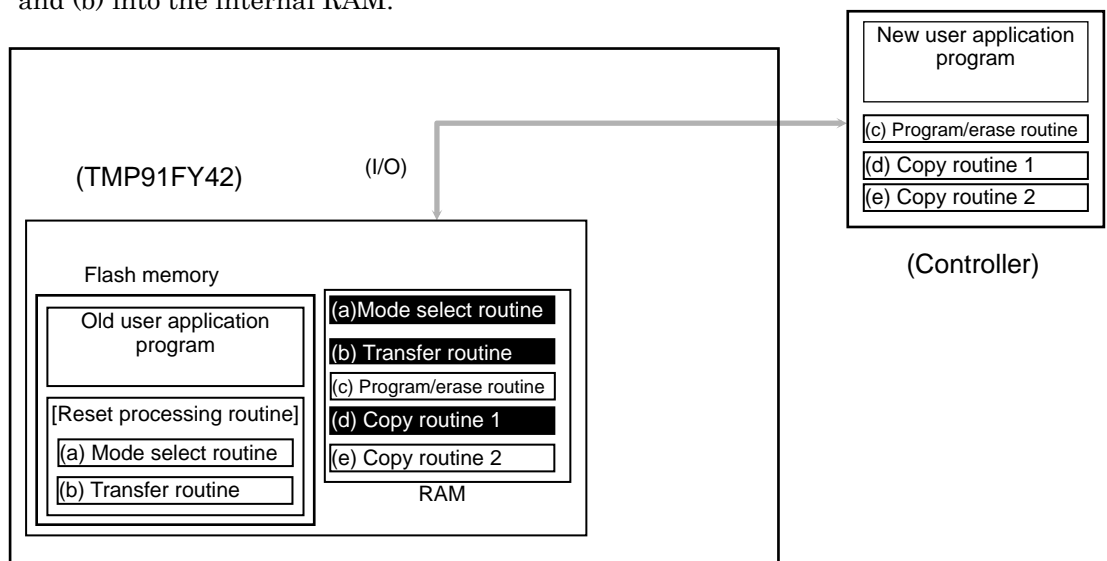 and (b) into the internal RAM.
New user application
program
(c) Program/erase routine
(d) Copy routine 1
(e) Copy routine 2
(Controller)
(I/O)
(TMP91FY42)
Flash memory
Old user application
program
[Reset processing routine]
(a) Mode select routine
(b) Transfer routine
(a)Mode select routine
(b) Transfer routine
(c) Program/erase routine
(d) Copy routine 1
(e) Copy routine 2
RAM